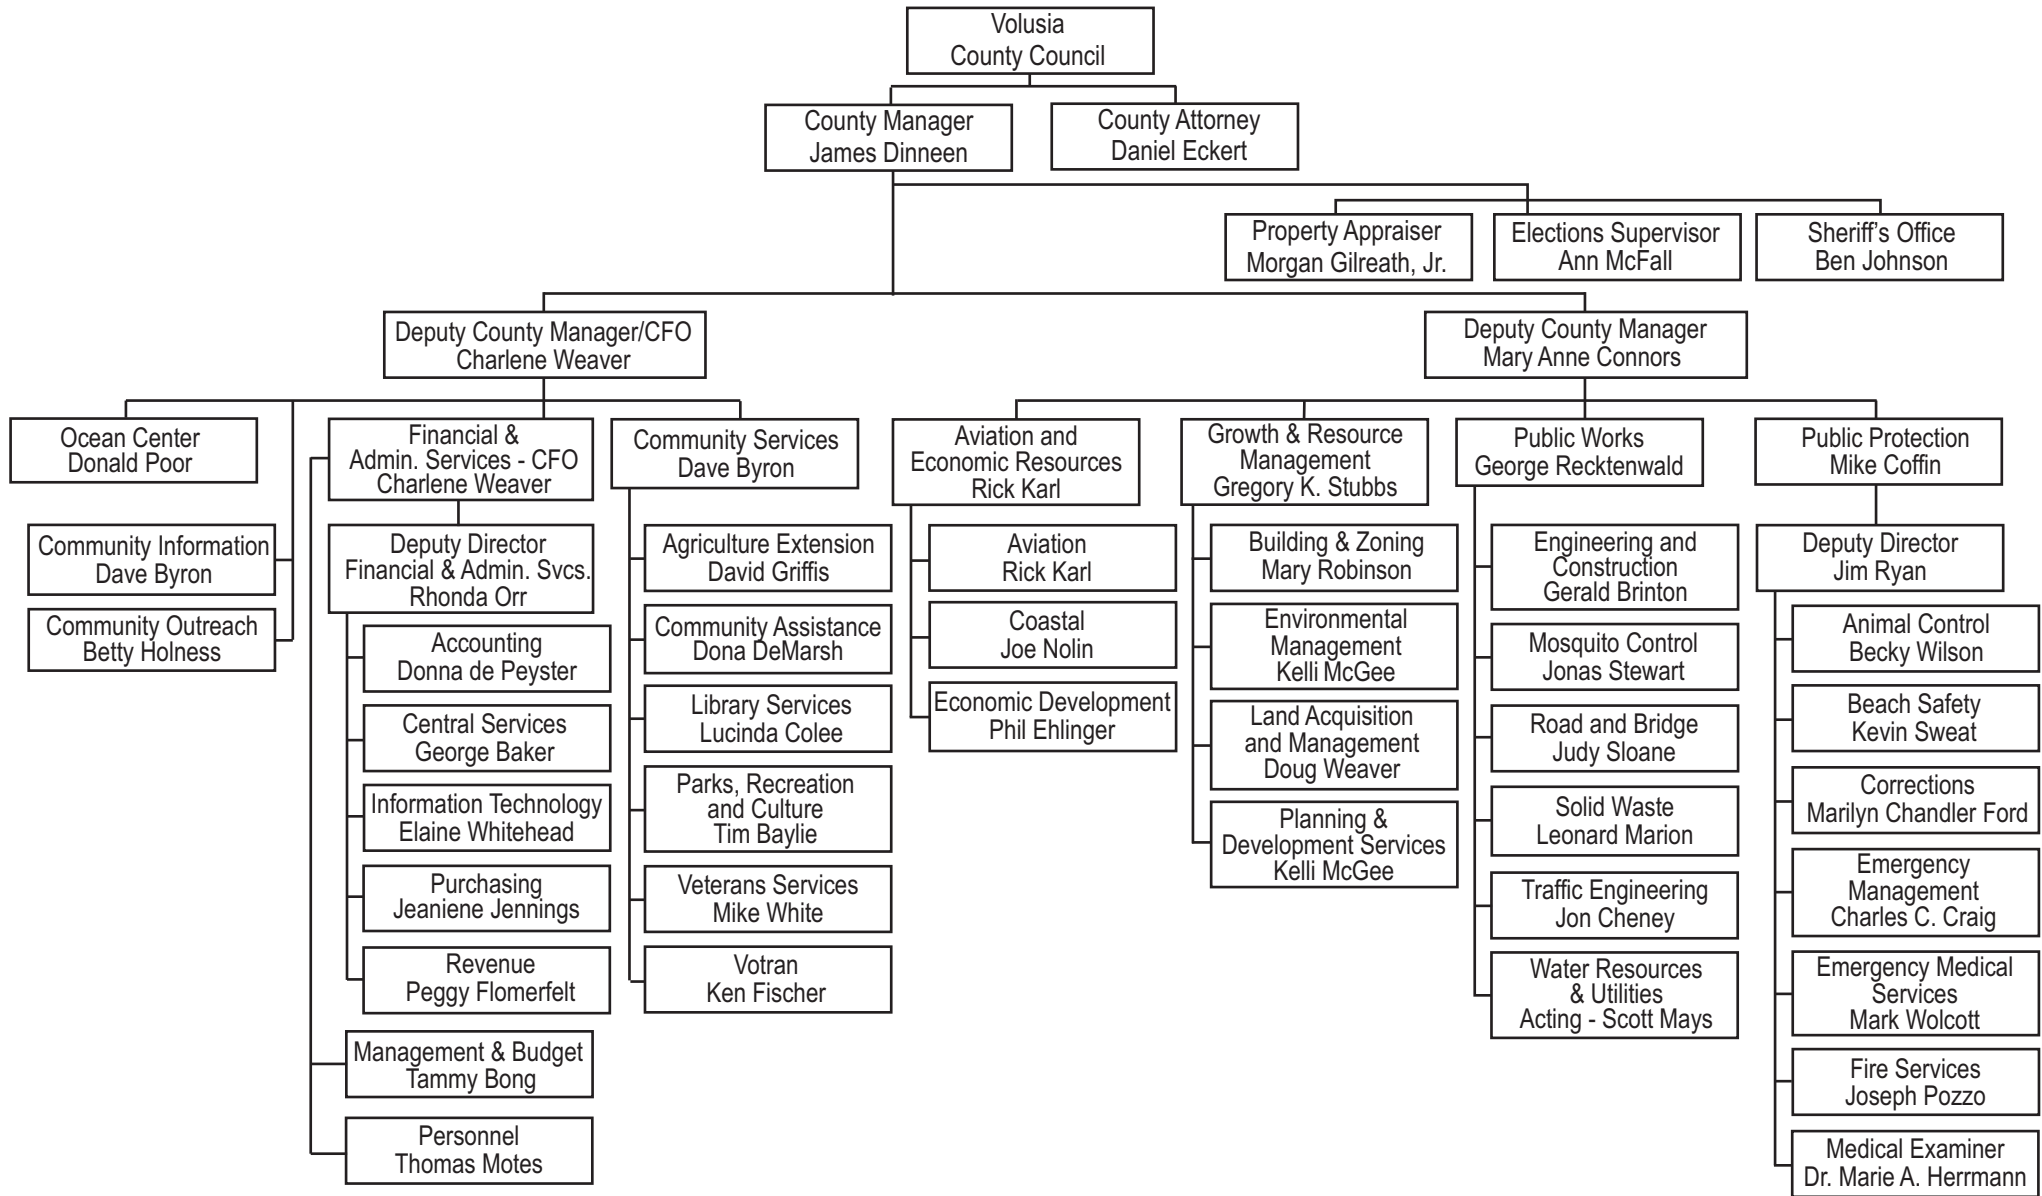 Volusia
County Council
County Manager
James Dinneen
County Attorney
Daniel Eckert
Property Appraiser
Morgan Gilreath, Jr.
Elections Supervisor
Ann McFall
Sheriff's Office
Ben Johnson
Deputy County Manager/CFO
Charlene Weaver
Deputy County Manager
Mary Anne Connors
Ocean Center
Donald Poor
Community Information
Dave Byron
Community Outreach
Betty Holness
Financial &
Admin. Services - CFO
Charlene Weaver
Deputy Director
Financial & Admin. Svcs.
Rhonda Orr
Accounting
Donna de Peyster
Central Services
George Baker
Information Technology
Elaine Whitehead
Purchasing
Jeaniene Jennings
Revenue
Peggy Flomerfelt
Management & Budget
Tammy Bong
Personnel
Thomas Motes
Community Services
Dave Byron
Agriculture Extension
David Griffis
Community Assistance
Dona DeMarsh
Library Services
Lucinda Colee
Parks, Recreation
and Culture
Tim Baylie
Veterans Services
Mike White
Votran
Ken Fischer
Aviation and
Economic Resources
Rick Karl
Aviation
Rick Karl
Coastal
Joe Nolin
Economic Development
Phil Ehlinger
Growth & Resource
Management
Gregory K. Stubbs
Building & Zoning
Mary Robinson
Environmental
Management
Kelli McGee
Land Acquisition
and Management
Doug Weaver
Planning &
Development Services
Kelli McGee
Public Works
George Recktenwald
Engineering and
Construction
Gerald Brinton
Mosquito Control
Jonas Stewart
Road and Bridge
Judy Sloane
Solid Waste
Leonard Marion
Traffic Engineering
Jon Cheney
Water Resources
& Utilities
Acting - Scott Mays
Public Protection
Mike Coffin
Deputy Director
Jim Ryan
Animal Control
Becky Wilson
Beach Safety
Kevin Sweat
Corrections
Marilyn Chandler Ford
Emergency
Management
Charles C. Craig
Emergency Medical
Services
Mark Wolcott
Fire Services
Joseph Pozzo
Medical Examiner
Dr. Marie A. Herrmann